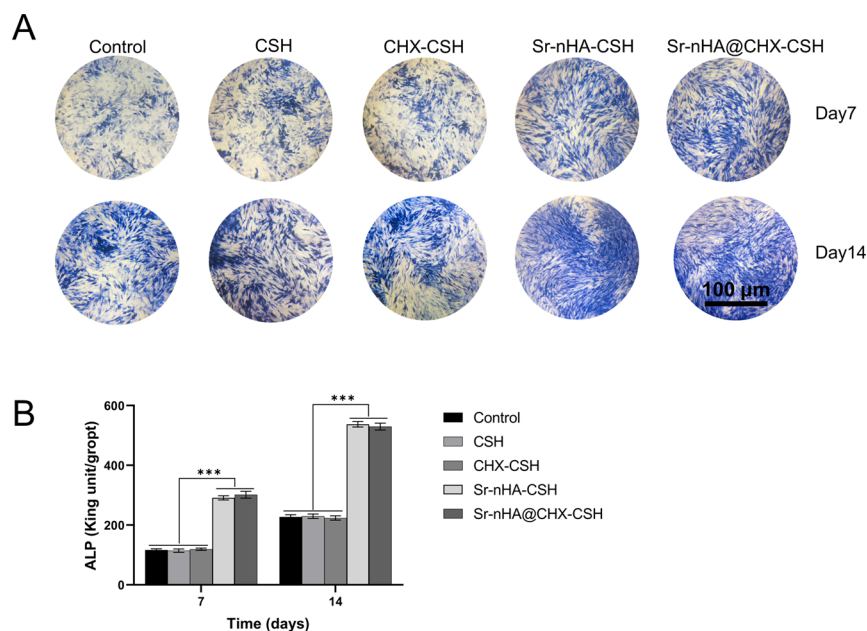 A
Control CSH CHX-CSH Sr-nHA-CSH Sr-nHA@CHX-CSH
Day7
Day14
100 µm
B
600
400
200
0
ALP (King unit/gropt)
***
***
7 14
Time (days)
Control
CSH
CHX-CSH
Sr-nHA-CSH
Sr-nHA@CHX-CSH